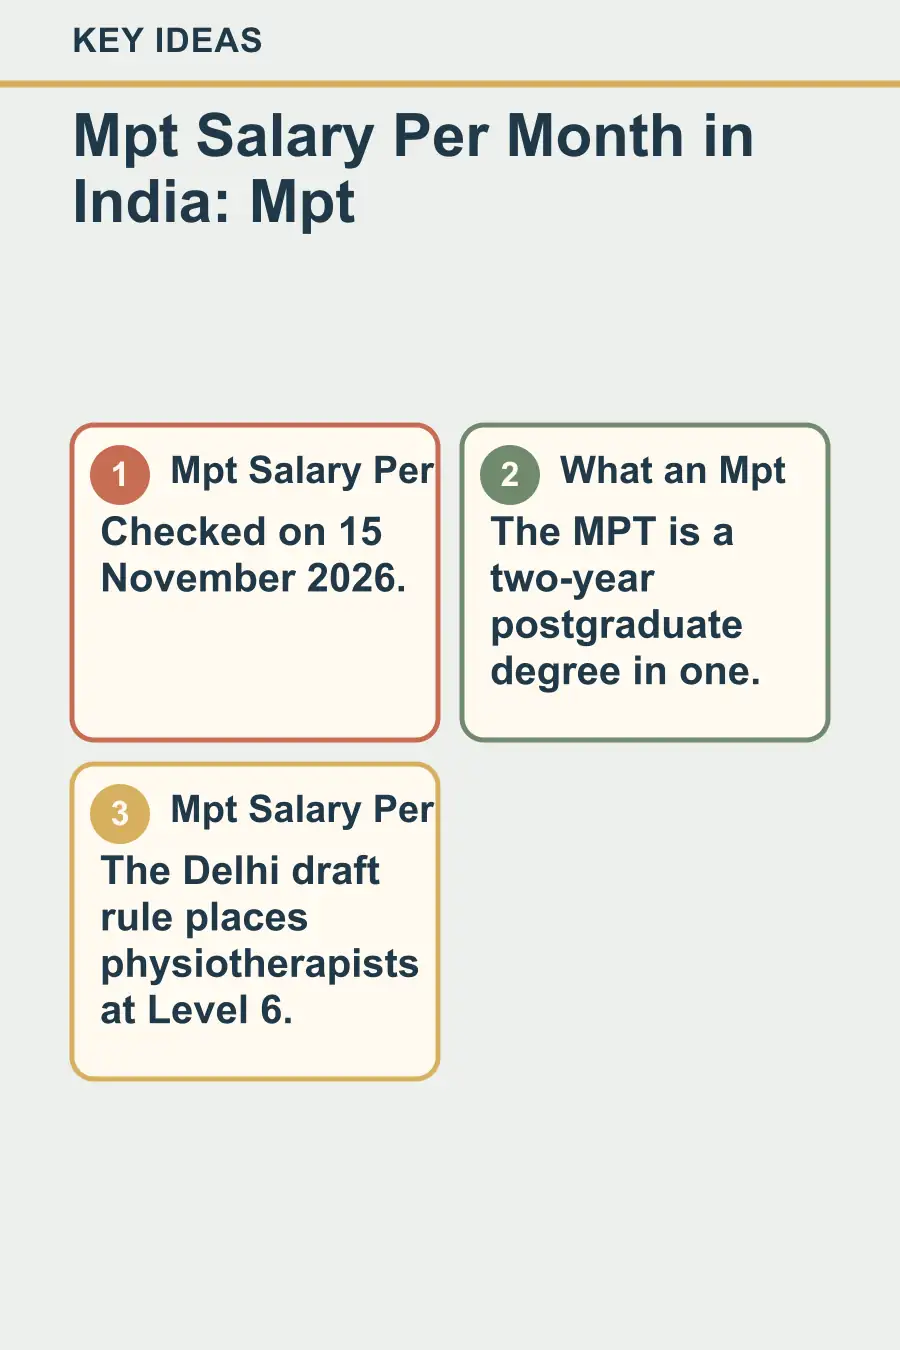 KEY IDEAS
Mpt Salary Per Month in
India: Mpt
1 Mpt Salary Per
Checked on 15
November 2026.
2 What an Mpt
The MPT is a
two-year
postgraduate
degree in one.
3 Mpt Salary Per
The Delhi draft
rule places
physiotherapists
at Level 6.